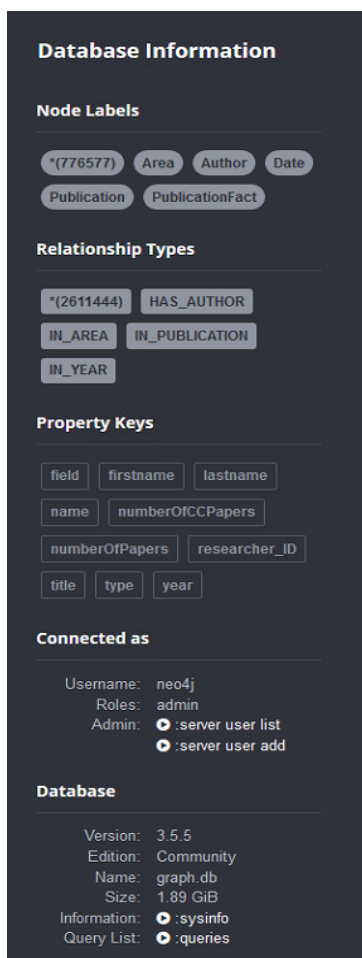 Database Information
Node Labels
*(776577) Area Author Date
Publication PublicationFact
Relationship Types
*(2611444) HAS_AUTHOR
IN_AREA IN_PUBLICATION
IN_YEAR
Property Keys
field firstname lastname
name numberOfCCPapers
numberOfPapers researcher_ID
title type year
Connected as
Username: neo4j
Roles: admin
Admin: :server user list
:server user add
Database
Version: 3.5.5
Edition: Community
Name: graph.db
Size: 1.89 GiB
Information: :sysinfo
Query List: :queries